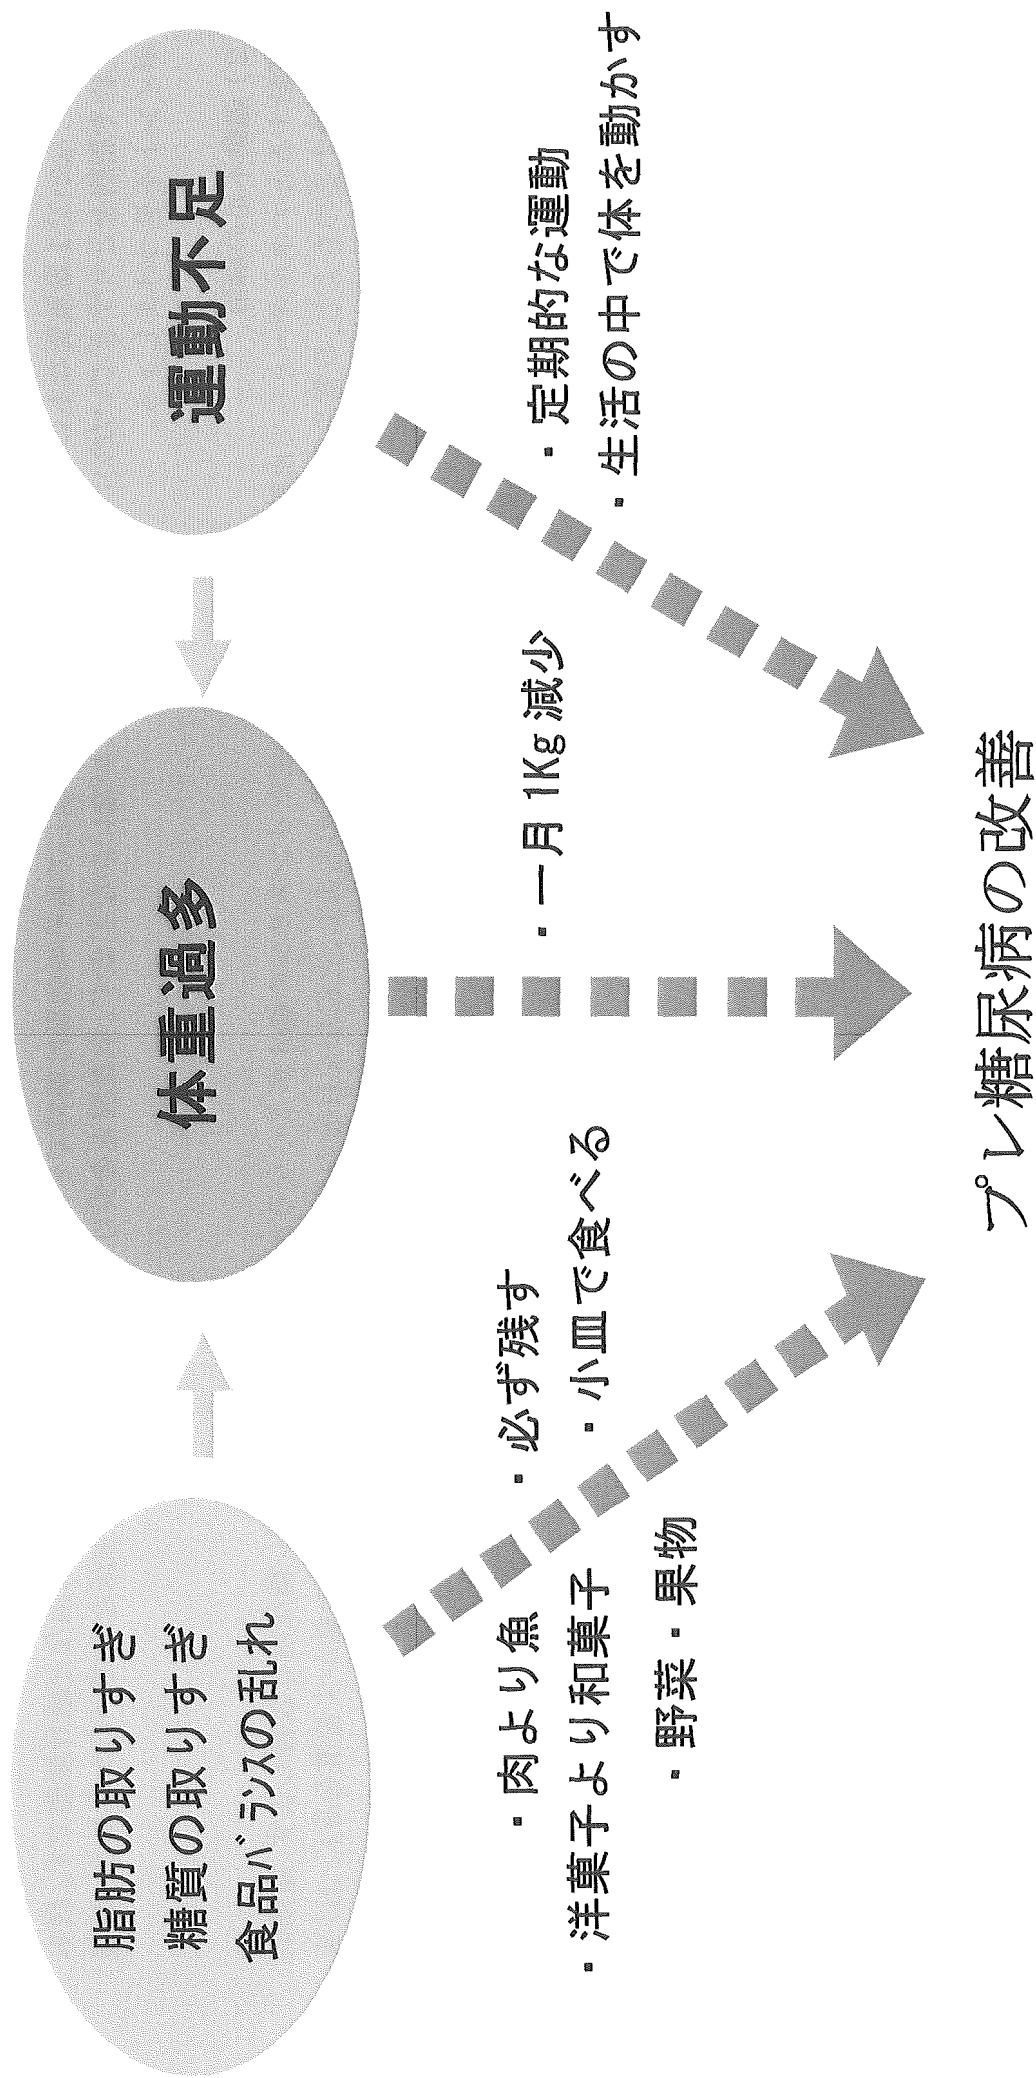 脂肪の取りすぎ
糖質の取りすぎ
食品バランスの乱れ
体重過多
運動不足
・肉より魚
・洋菓子より和菓子
・野菜・果物
・必ず残す
・小皿で食べる
・一月 1Kg 減少
・定期的な運動
・生活の中で体を動かす
プレ糖尿病の改善